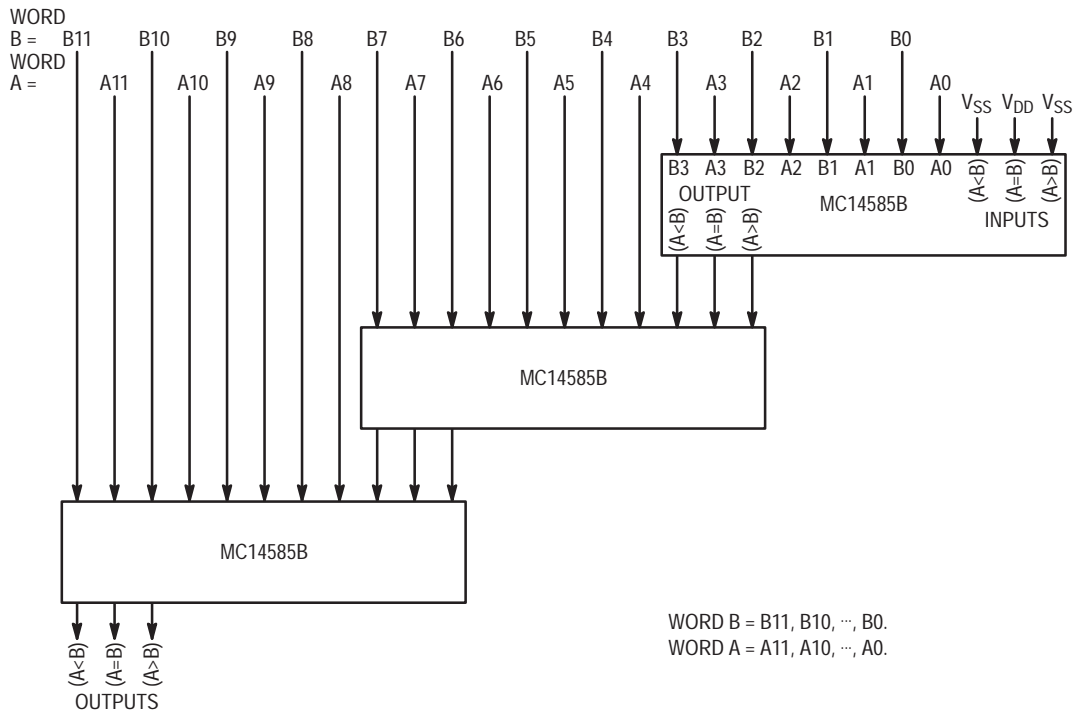 WORD
B = B11 B10 B9 B8 B7 B6 B5 B4 B3 B2 B1 B0
WORD
A = A11 A10 A9 A8 A7 A6 A5 A4 A3 A2 A1 A0
VSS VDD VSS
B3 A3 B2 A2 B1 A1 B0 A0 (A<B) (A=B) (A>B)
OUTPUT
MC14585B
INPUTS
(A<B) (A=B) (A>B)
MC14585B
MC14585B
WORD B = B11, B10, ···, B0.
WORD A = A11, A10, ···, A0.
(A<B) (A=B) (A>B)
OUTPUTS